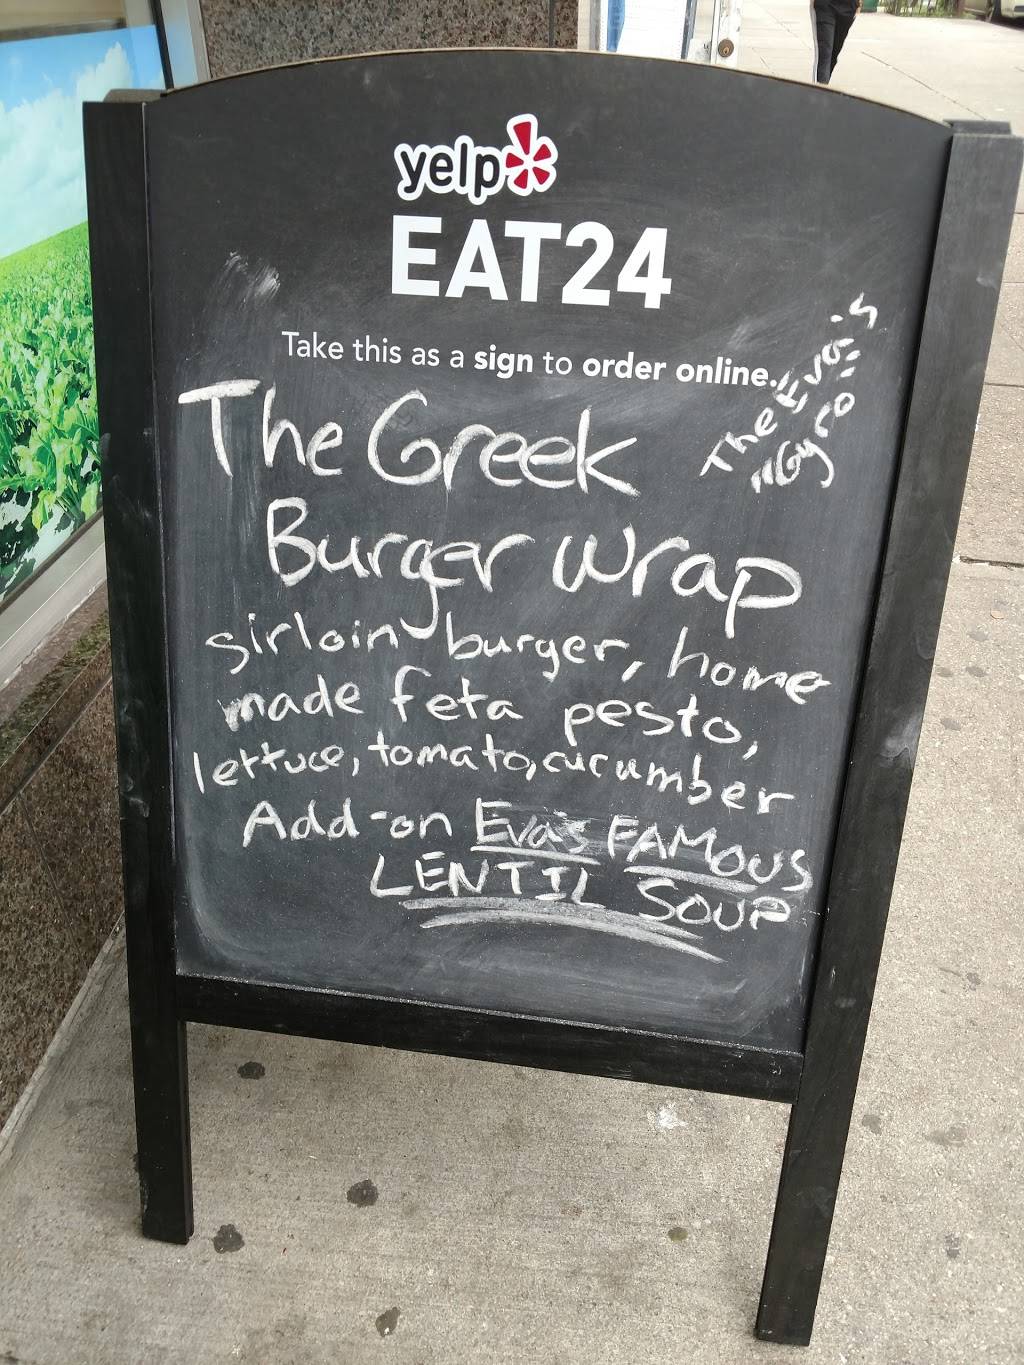 yelp
EAT24
Take this as a sign to order online.
The Eva's
"Gyro"
The Greek
Burger wrap
sirloin burger, home
made feta pesto,
lettuce, tomato, cucumber
Add-on Eva's FAMOUS
LENTIL SOUP